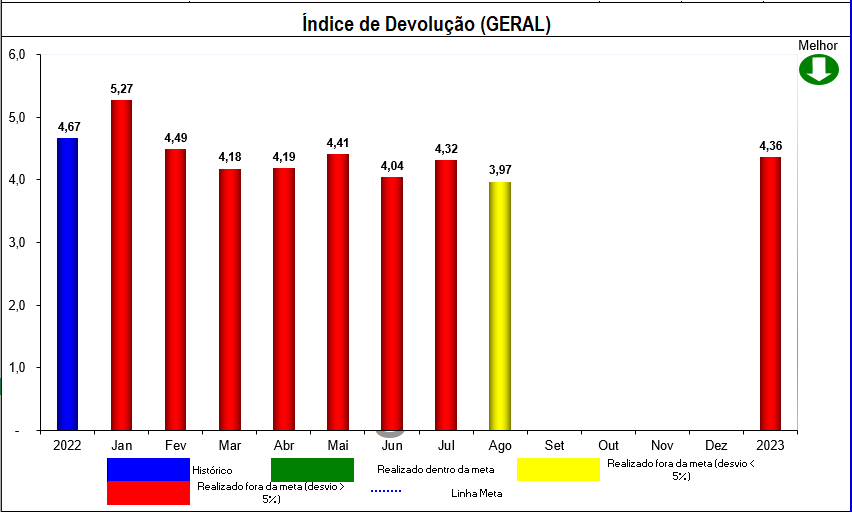 Índice de Devolução (GERAL)
Melhor
6,0
5,0
4,0
3,0
2,0
1,0
-
4,67
5,27
4,49
4,18
4,19
4,41
4,04
4,32
3,97
4,36
2022 Jan Fev Mar Abr Mai Jun Jul Ago Set Out Nov Dez 2023
Histórico
Realizado dentro da meta
Realizado fora da meta (desvio <
5%)
Realizado fora da meta (desvio >
5%)
Linha Meta